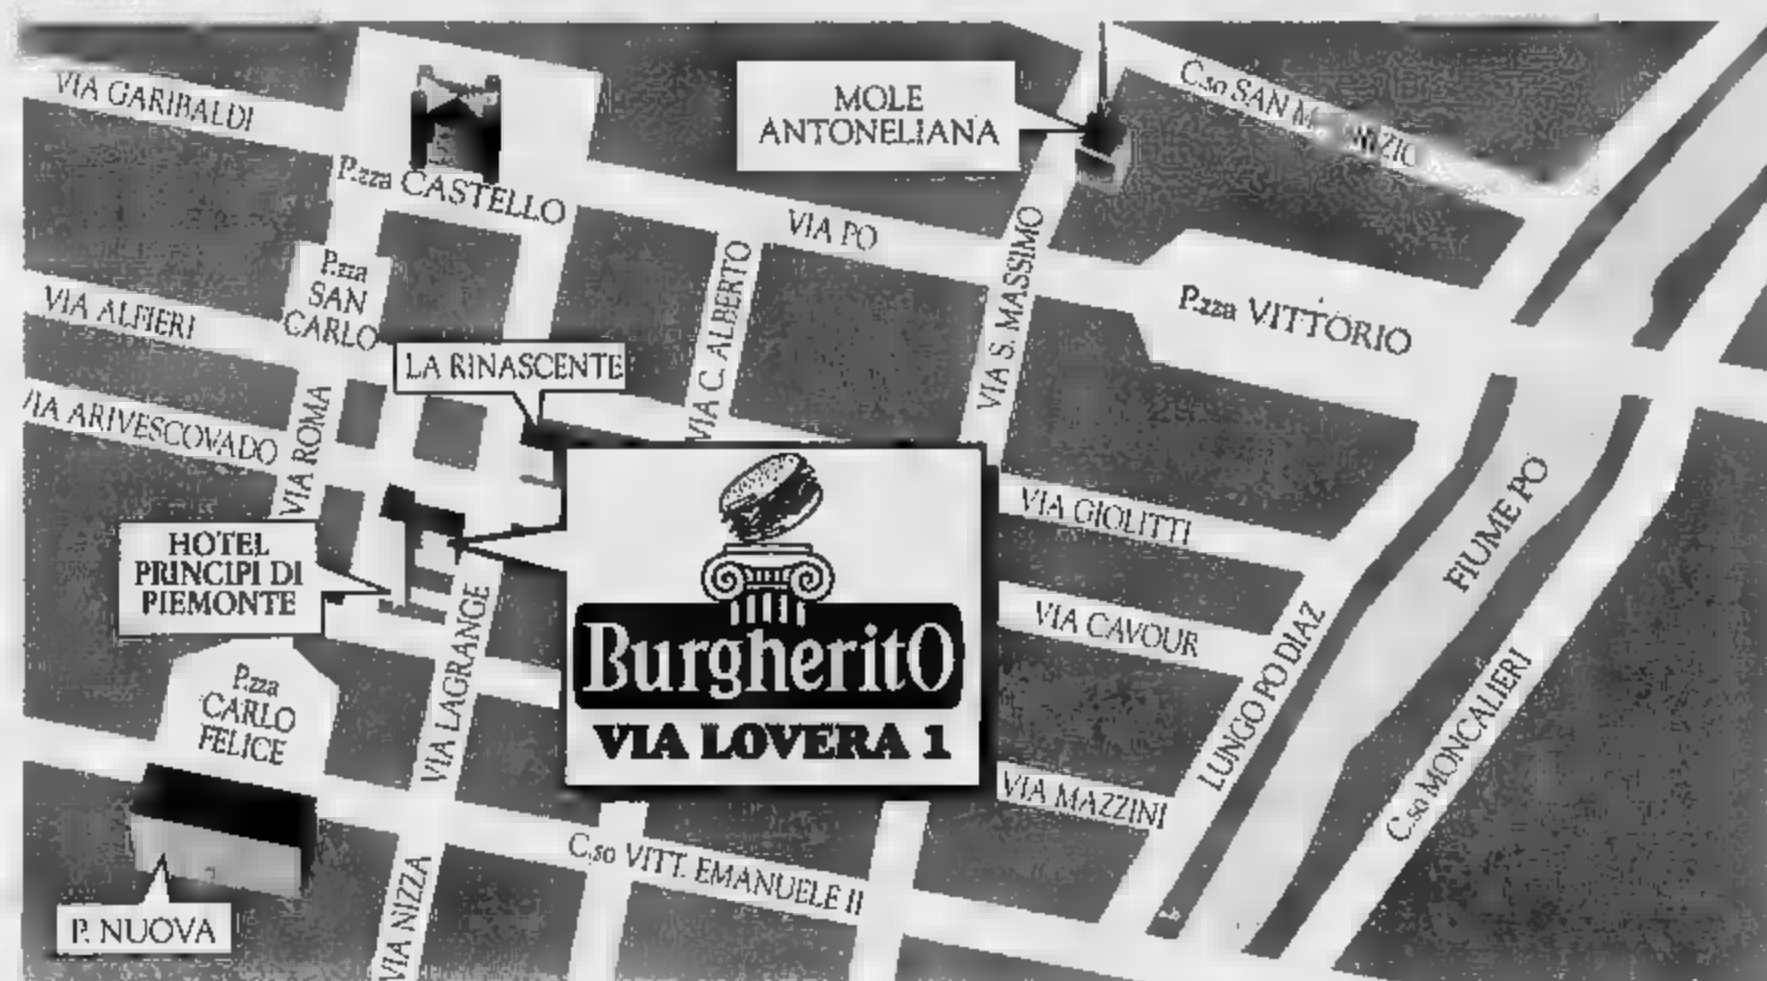 VIA GARIBALDI
P.zza CASTELLO
MOLE
ANTONELIANA
C.so SAN
VIA PO
P.zza
SAN
CARLO
VIA ALFIERI
VIA C. ALBERTO
VIA S. MASSIMO
P.zza VITTORIO
LA RINASCENTE
VIA ARIVESCOVADO
VIA ROMA
VIA GIOLITTI
FIUME PO
HOTEL
PRINCIPI DI
PIEMONTE
BurgheritO
VIA LOVERA 1
VIA CAVOUR
LUNGO PO DIAZ
P.zza
CARLO
FELICE
VIA LAGRANGE
C.so MONCALIERI
VIA MAZZINI
C.so VITT. EMANUELE II
VIA NIZZA
P. NUOVA